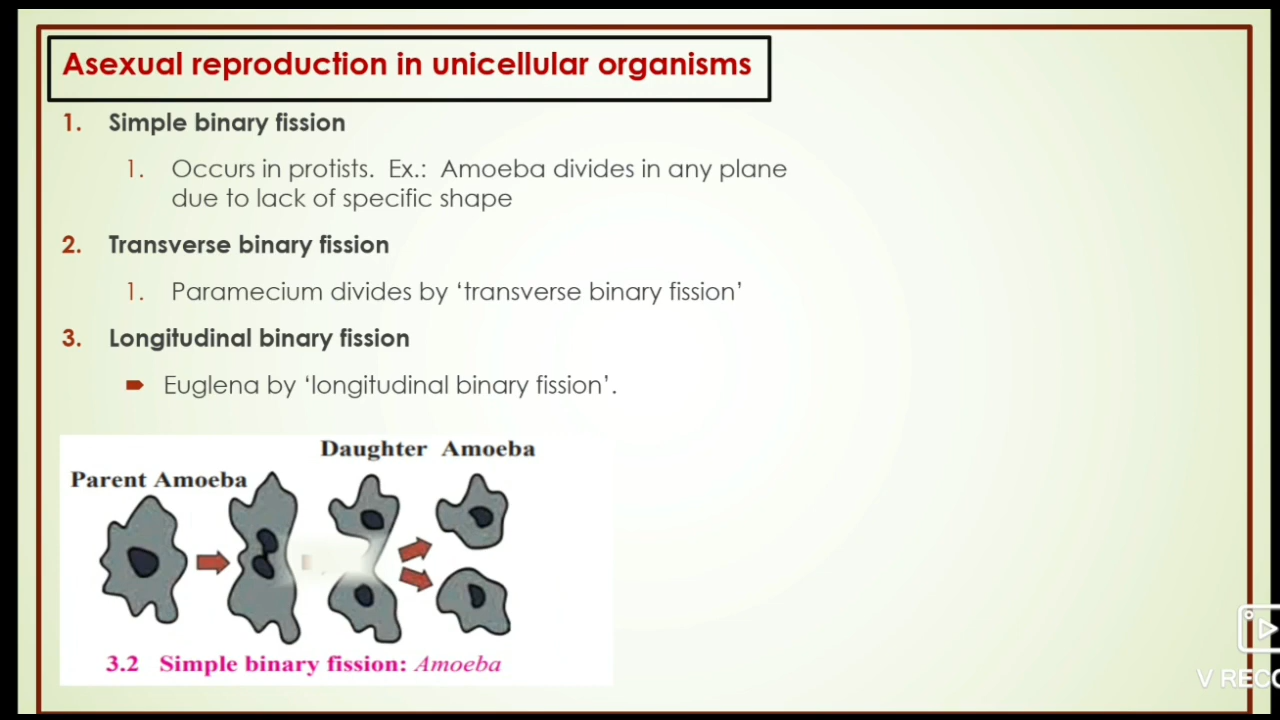 Asexual reproduction in unicellular organisms
1. Simple binary fission
1. Occurs in protists. Ex.: Amoeba divides in any plane
due to lack of specific shape
2. Transverse binary fission
1. Paramecium divides by ‘transverse binary fission’
3. Longitudinal binary fission
Euglena by ‘longitudinal binary fission’.
Daughter Amoeba
Parent Amoeba
3.2 Simple binary fission: Amoeba
V RECO